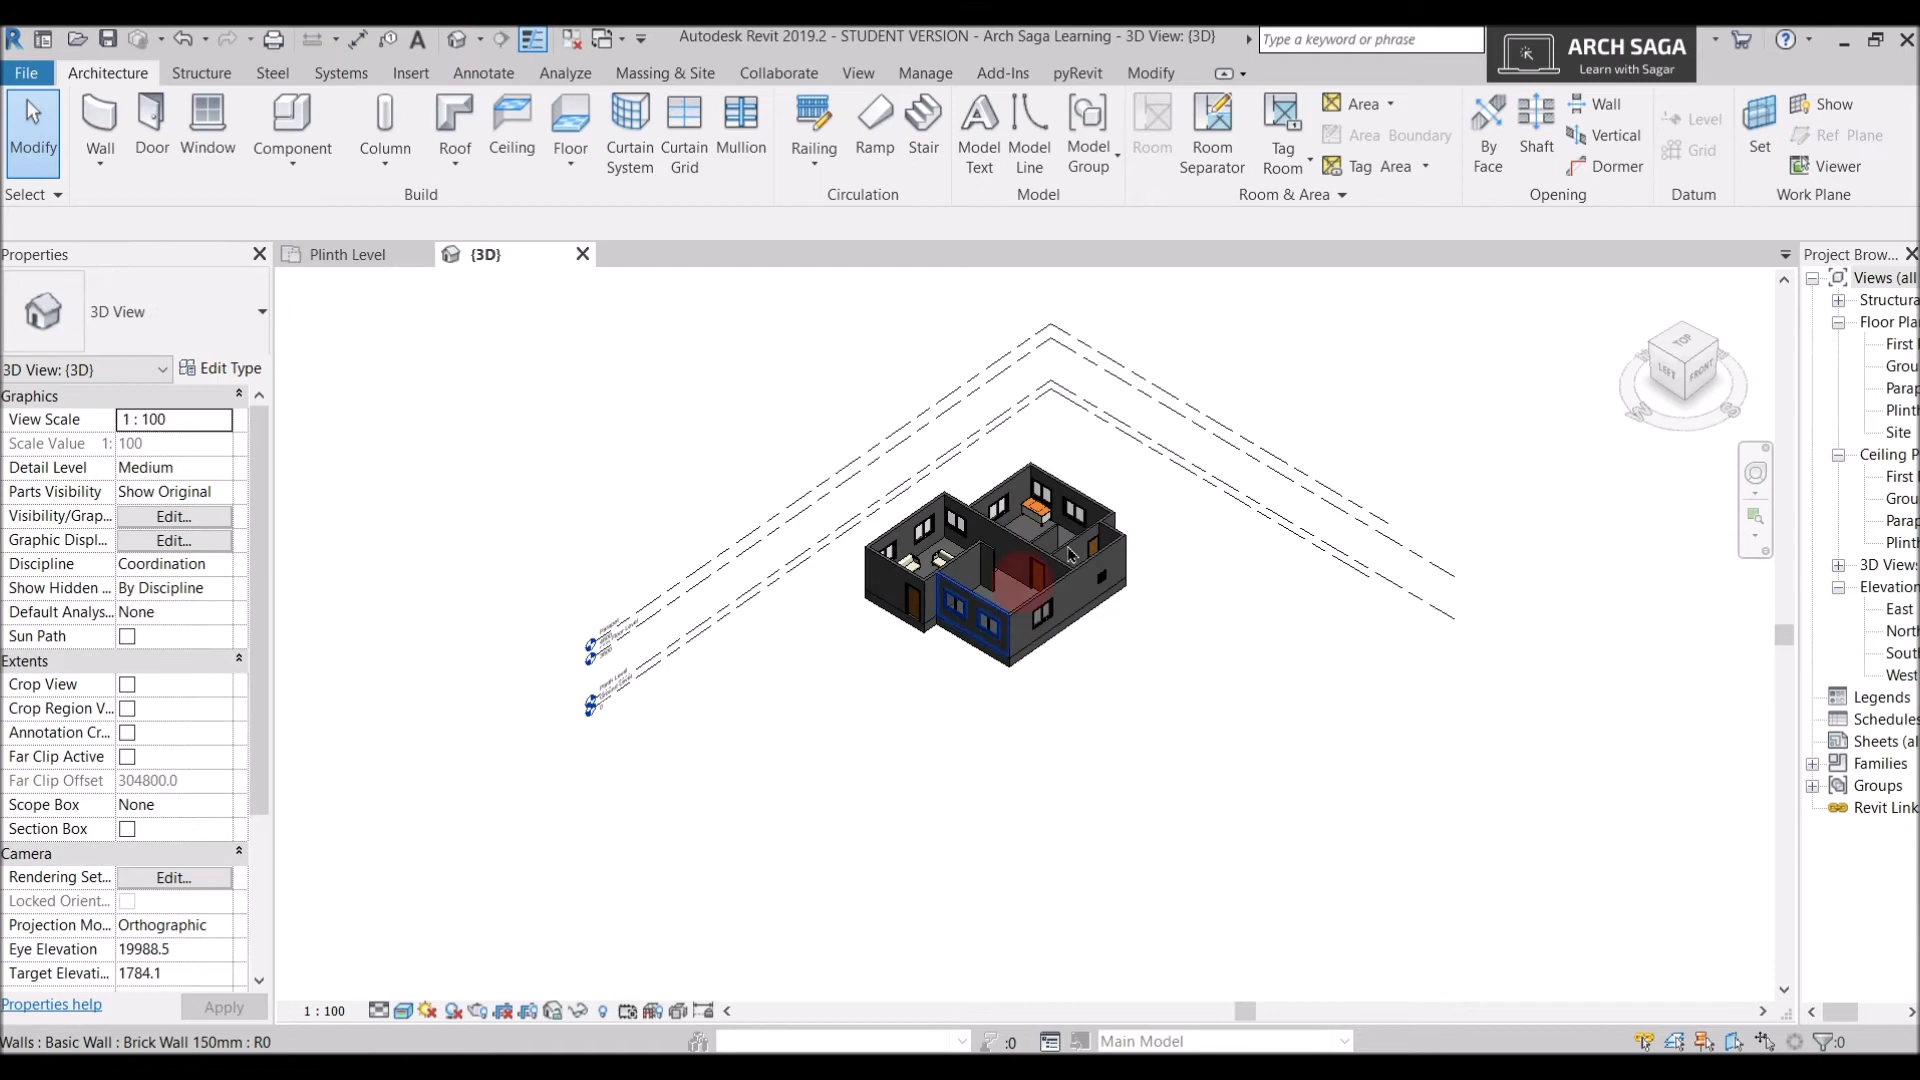 Autodesk Revit 2019.2 - STUDENT VERSION - Arch Saga Learning - 3D View: {3D}
Type a keyword or phrase
ARCH SAGA
Learn with Sagar
File Architecture Structure Steel Systems Insert Annotate Analyze Massing & Site Collaborate View Manage Add-Ins pyRevit Modify
Modify
Wall
Door
Window
Component
Column
Roof
Ceiling
Floor
Curtain System
Curtain Grid
Mullion
Railing
Ramp
Stair
Model Text
Model Line
Model Group
Room
Room Separator
Tag Room
Area
Area Boundary
Tag Area
By Face
Shaft
Wall
Vertical
Dormer
Level
Grid
Set
Show
Ref Plane
Viewer
Select
Build
Circulation
Model
Room & Area
Opening
Datum
Work Plane
Properties
Plinth Level
{3D}
Project Brow...
3D View
3D View: {3D}
Edit Type
Graphics
View Scale 1 : 100
Scale Value 1: 100
Detail Level Medium
Parts Visibility Show Original
Visibility/Grap... Edit...
Graphic Displ... Edit...
Discipline Coordination
Show Hidden ... By Discipline
Default Analys... None
Sun Path
Extents
Crop View
Crop Region V...
Annotation Cr...
Far Clip Active
Far Clip Offset 304800.0
Scope Box None
Section Box
Camera
Rendering Set... Edit...
Locked Orient...
Projection Mo... Orthographic
Eye Elevation 19988.5
Target Elevati... 1784.1
Properties help
Apply
TOP
LEFT
FRONT
Plinth Level
Views (all
Structura
Floor Pla
First
Grou
Parap
Plint
Site
Ceiling P
First
Grou
Parap
Plint
3D Views
Elevation
East
Nort
Sout
West
Legends
Schedules
Sheets (al
Families
Groups
Revit Link
1 : 100
Walls : Basic Wall : Brick Wall 150mm : R0
:0
Main Model
:0